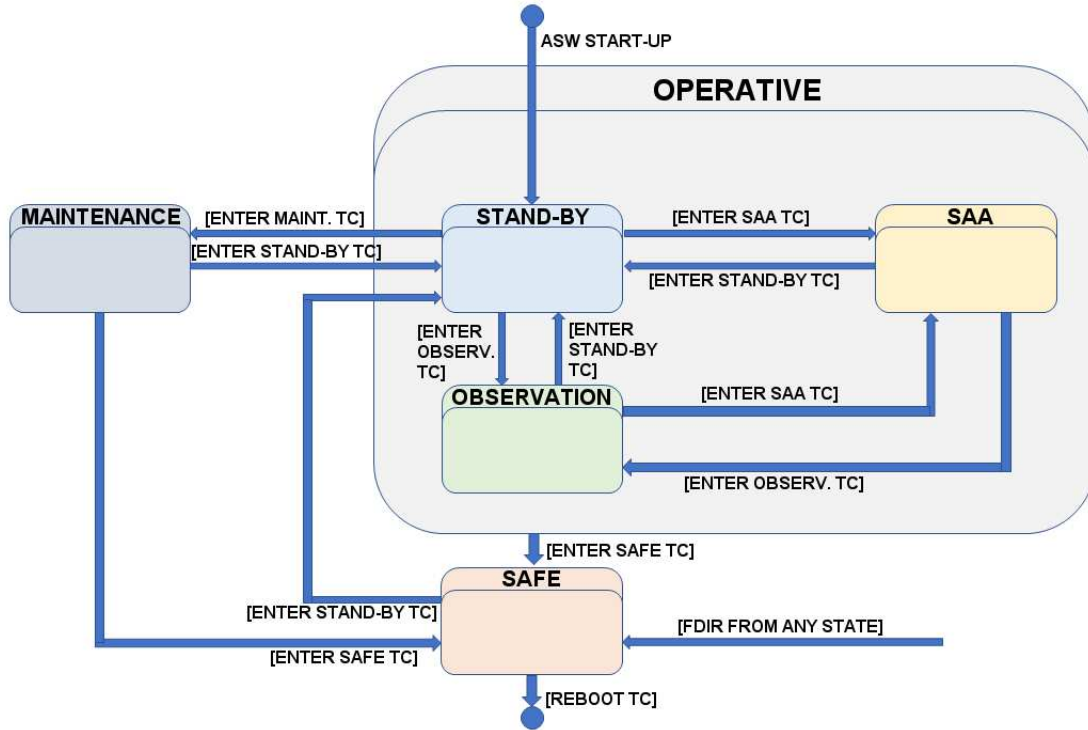 ASW START-UP
OPERATIVE
MAINTENANCE
[ENTER MAINT. TC]
STAND-BY
[ENTER SAA TC]
SAA
[ENTER STAND-BY TC]
[ENTER STAND-BY TC]
[ENTER
OBSERV.
TC]
[ENTER
STAND-BY
TC]
OBSERVATION
[ENTER SAA TC]
[ENTER OBSERV. TC]
[ENTER SAFE TC]
SAFE
[ENTER STAND-BY TC]
[FDIR FROM ANY STATE]
[ENTER SAFE TC]
[REBOOT TC]